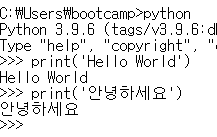 C:\Users\bootcamp>python
Python 3.9.6 (tags/v3.9.6:d
Type "help", "copyright", "
>>> print('Hello World')
Hello World
>>> print('안녕하세요')
안녕하세요
>>>